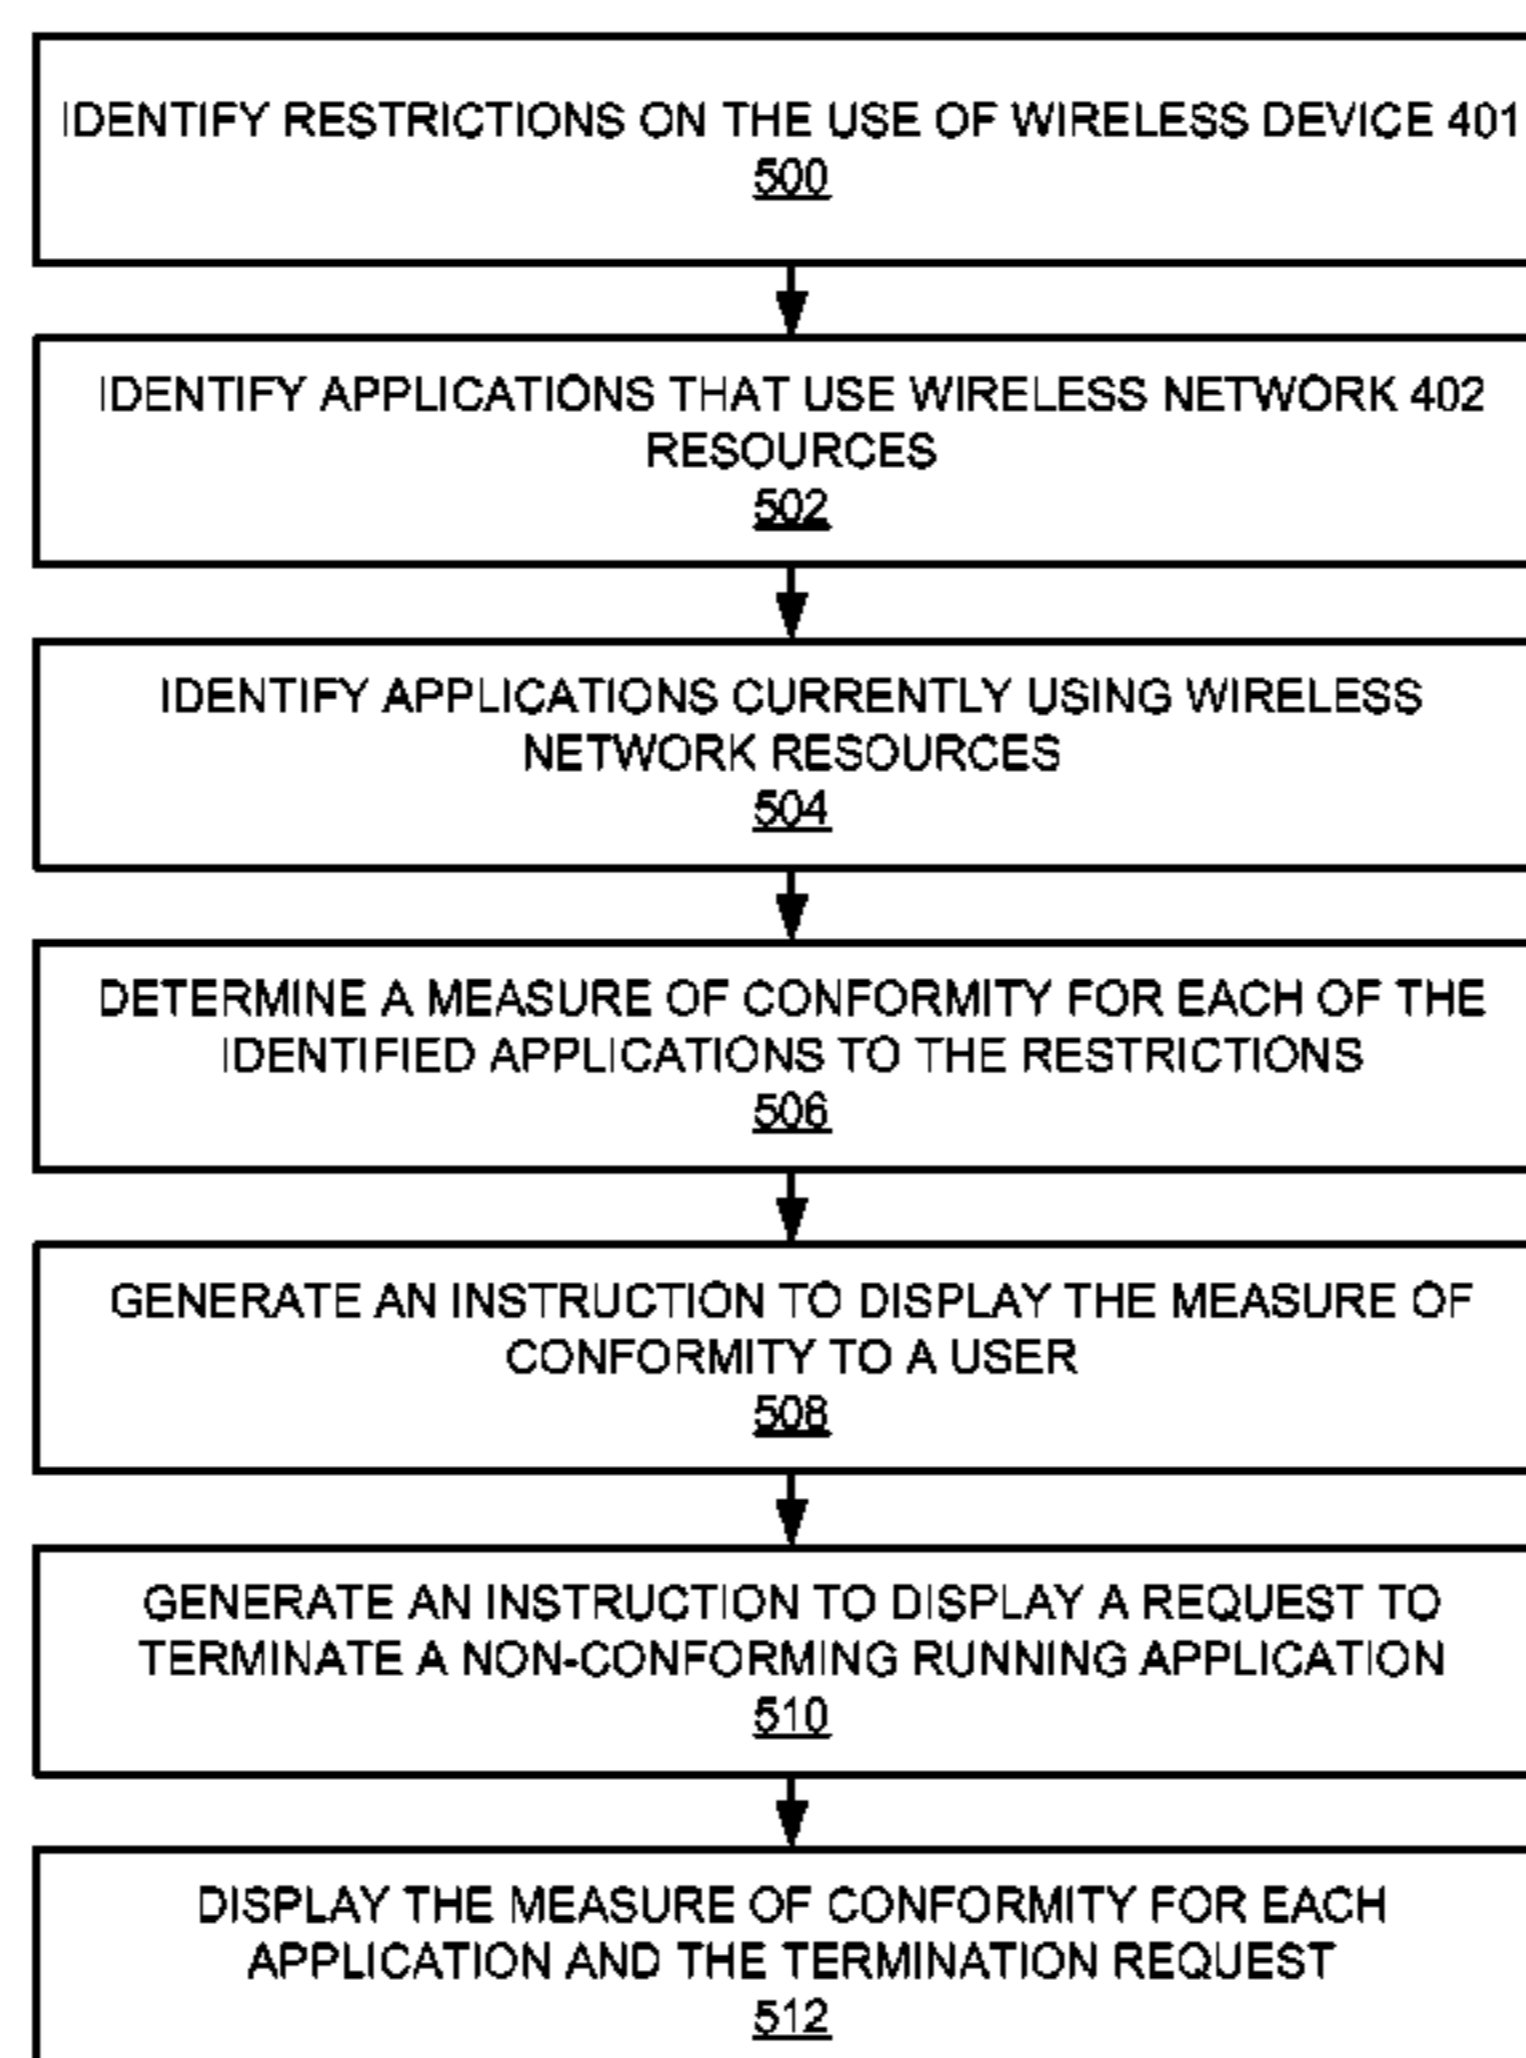 IDENTIFY RESTRICTIONS ON THE USE OF WIRELESS DEVICE 401
500
IDENTIFY APPLICATIONS THAT USE WIRELESS NETWORK 402
RESOURCES
502
IDENTIFY APPLICATIONS CURRENTLY USING WIRELESS
NETWORK RESOURCES
504
DETERMINE A MEASURE OF CONFORMITY FOR EACH OF THE
IDENTIFIED APPLICATIONS TO THE RESTRICTIONS
506
GENERATE AN INSTRUCTION TO DISPLAY THE MEASURE OF
CONFORMITY TO A USER
508
GENERATE AN INSTRUCTION TO DISPLAY A REQUEST TO
TERMINATE A NON-CONFORMING RUNNING APPLICATION
510
DISPLAY THE MEASURE OF CONFORMITY FOR EACH
APPLICATION AND THE TERMINATION REQUEST
512